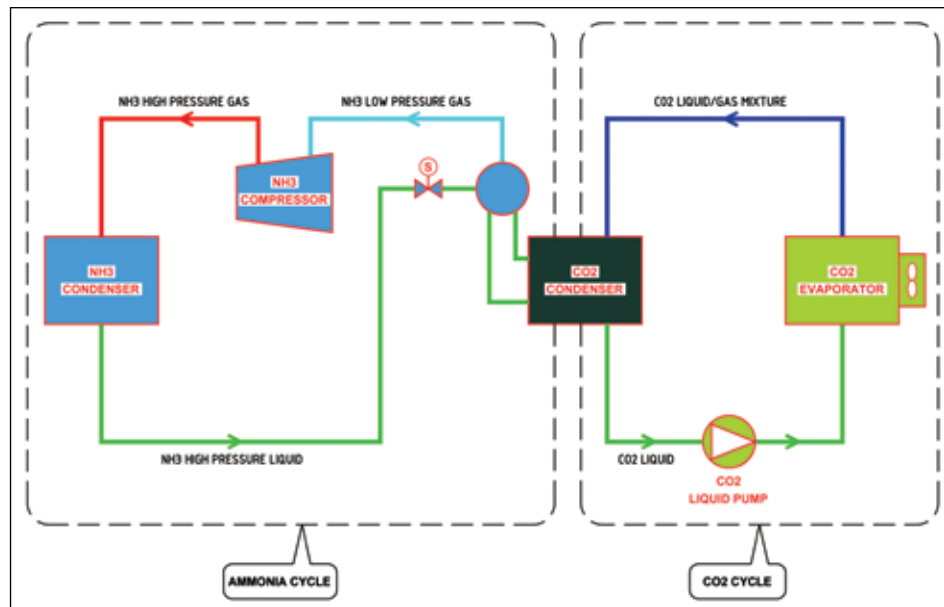 NH3 HIGH PRESSURE GAS
NH3 LOW PRESSURE GAS
CO2 LIQUID/GAS MIXTURE
S
NH3
COMPRESSOR
NH3
CONDENSER
CO2
CONDENSER
CO2
EVAPORATOR
NH3 HIGH PRESSURE LIQUID
CO2 LIQUID
CO2
LIQUID PUMP
AMMONIA CYCLE
CO2 CYCLE